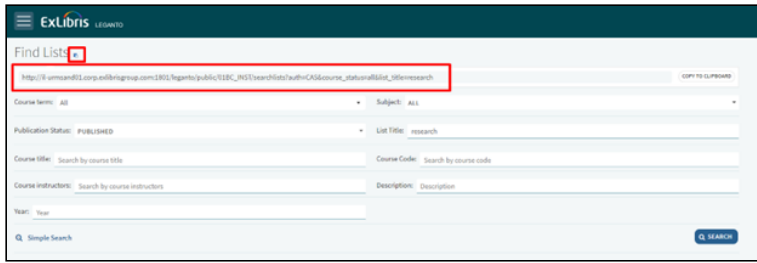 ExLibris LEGANTO
Find Lists
http://il-urmsand01.corp.exlibrisgroup.com:1801/leganto/public/01BC_INST/searchlists?auth=CAS&course_status=all&list_title=research COPY TO CLIPBOARD
Course term: All Subject: ALL
Publication Status: PUBLISHED List Title: research
Course title: Search by course title Course Code: Search by course code
Course instructors: Search by course instructors Description: Description
Year: Year
Simple Search SEARCH